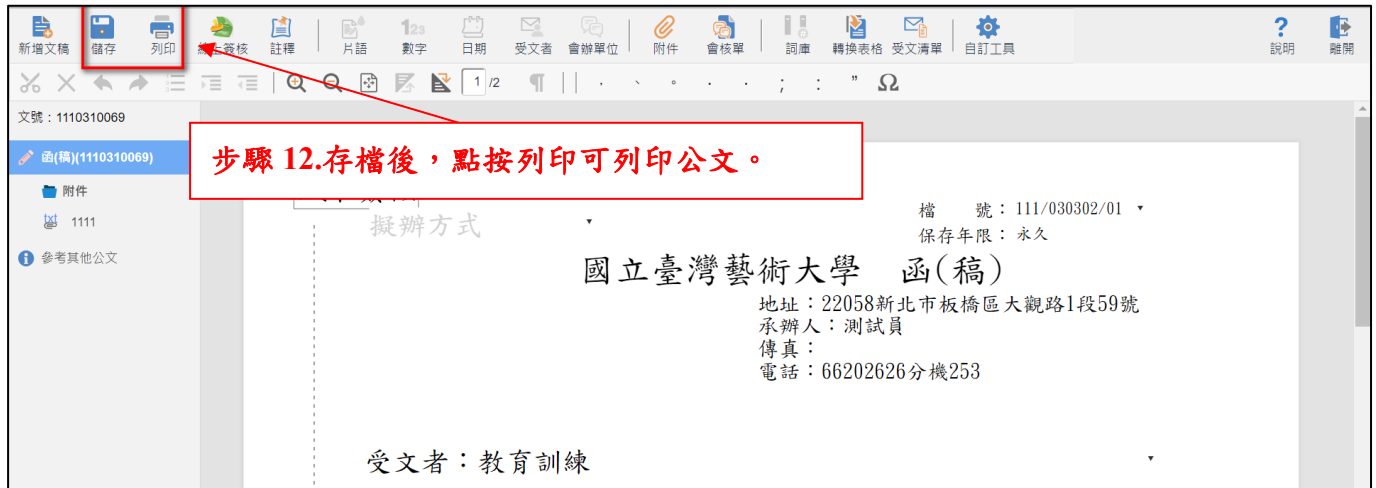 新增文稿 儲存 列印 線上簽核 註釋 片語 123 數字 日期 受文者 會辦單位 附件 會核單 詞庫 轉換表格 受文清單 自訂工具 ? 說明 離開
1 /2 ¶ ， 、 。 ． ‧ ； ： ” Ω
文號：1110310069
函(稿)(1110310069)
附件
1111
參考其他公文
步驟 12.存檔後，點按列印可列印公文。
擬辦方式
檔 號：111/030302/01
保存年限：永久
國立臺灣藝術大學 函(稿)
地址：22058新北市板橋區大觀路1段59號
承辦人：測試員
傳真：
電話：66202626分機253
受文者：教育訓練